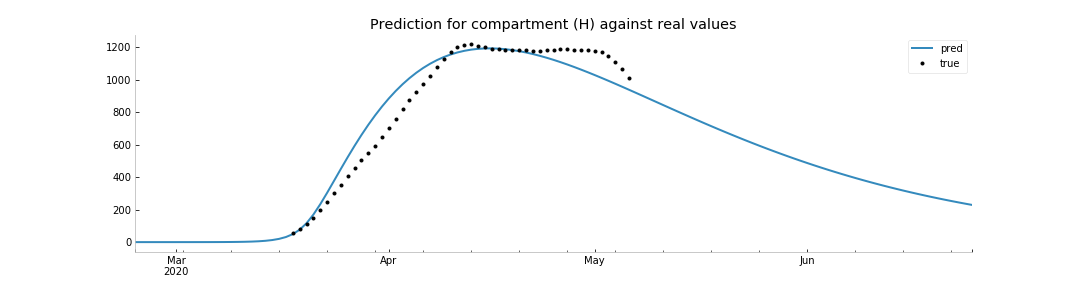 Prediction for compartment (H) against real values
pred
true
1200
1000
800
600
400
200
0
Mar
2020
Apr
May
Jun